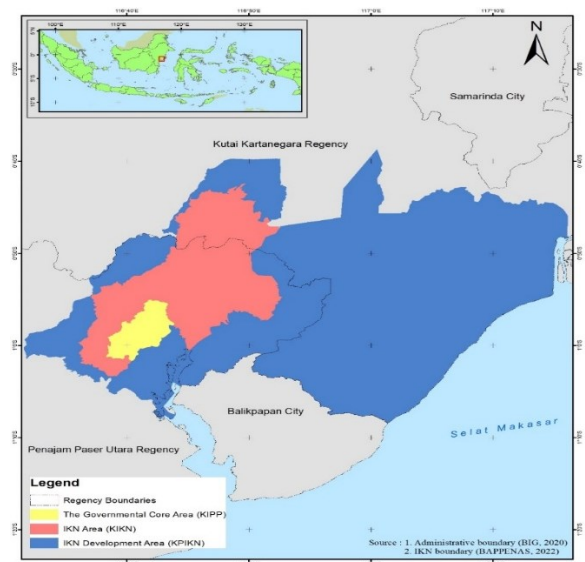 N
Samarinda City
Kutai Kartanegara Regency
Balikpapan City
Selat Makasar
Penajam Paser Utara Regency
Legend
Regency Boundaries
The Governmental Core Area (KIPP)
IKN Area (KIKN)
IKN Development Area (KPIKN)
Source : 1. Administrative boundary (BIG, 2020)
2. IKN boundary (BAPPENAS, 2022)